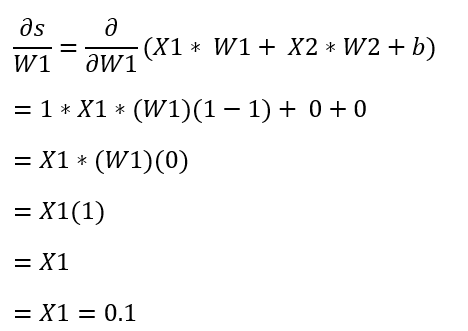 ∂s/W1 = ∂/∂W1 (X1 * W1 + X2 * W2 + b)
= 1 * X1 * (W1)(1 − 1) + 0 + 0
= X1 * (W1)(0)
= X1(1)
= X1
= X1 = 0.1